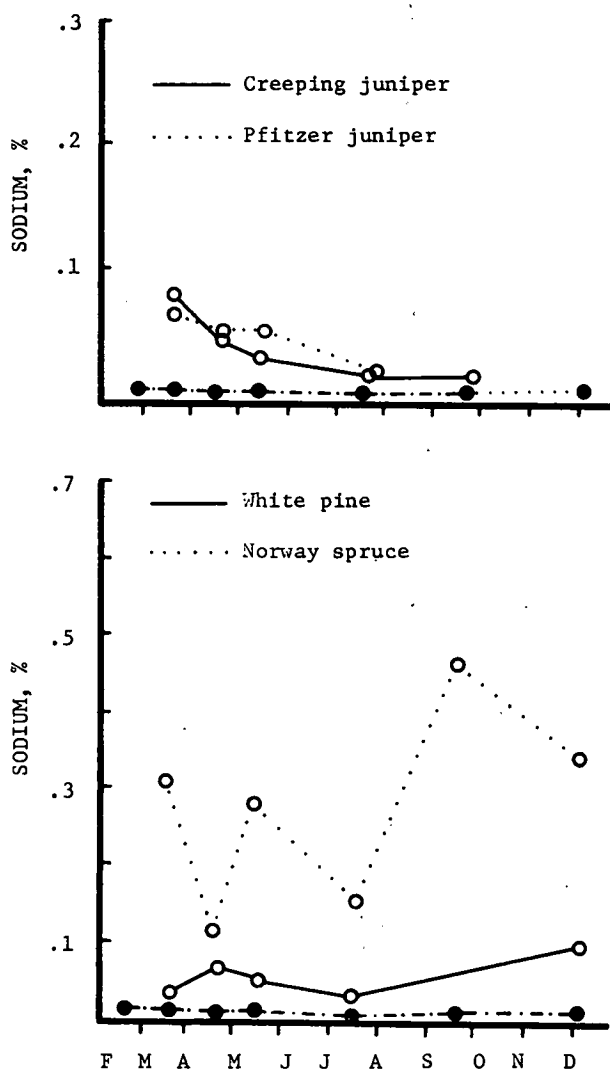 .3
Creeping juniper
.2
Pfitzer juniper
SODIUM, %
.1
.7
White pine
Norway spruce
.5
SODIUM, %
.3
.1
F M A M J J A S O N D